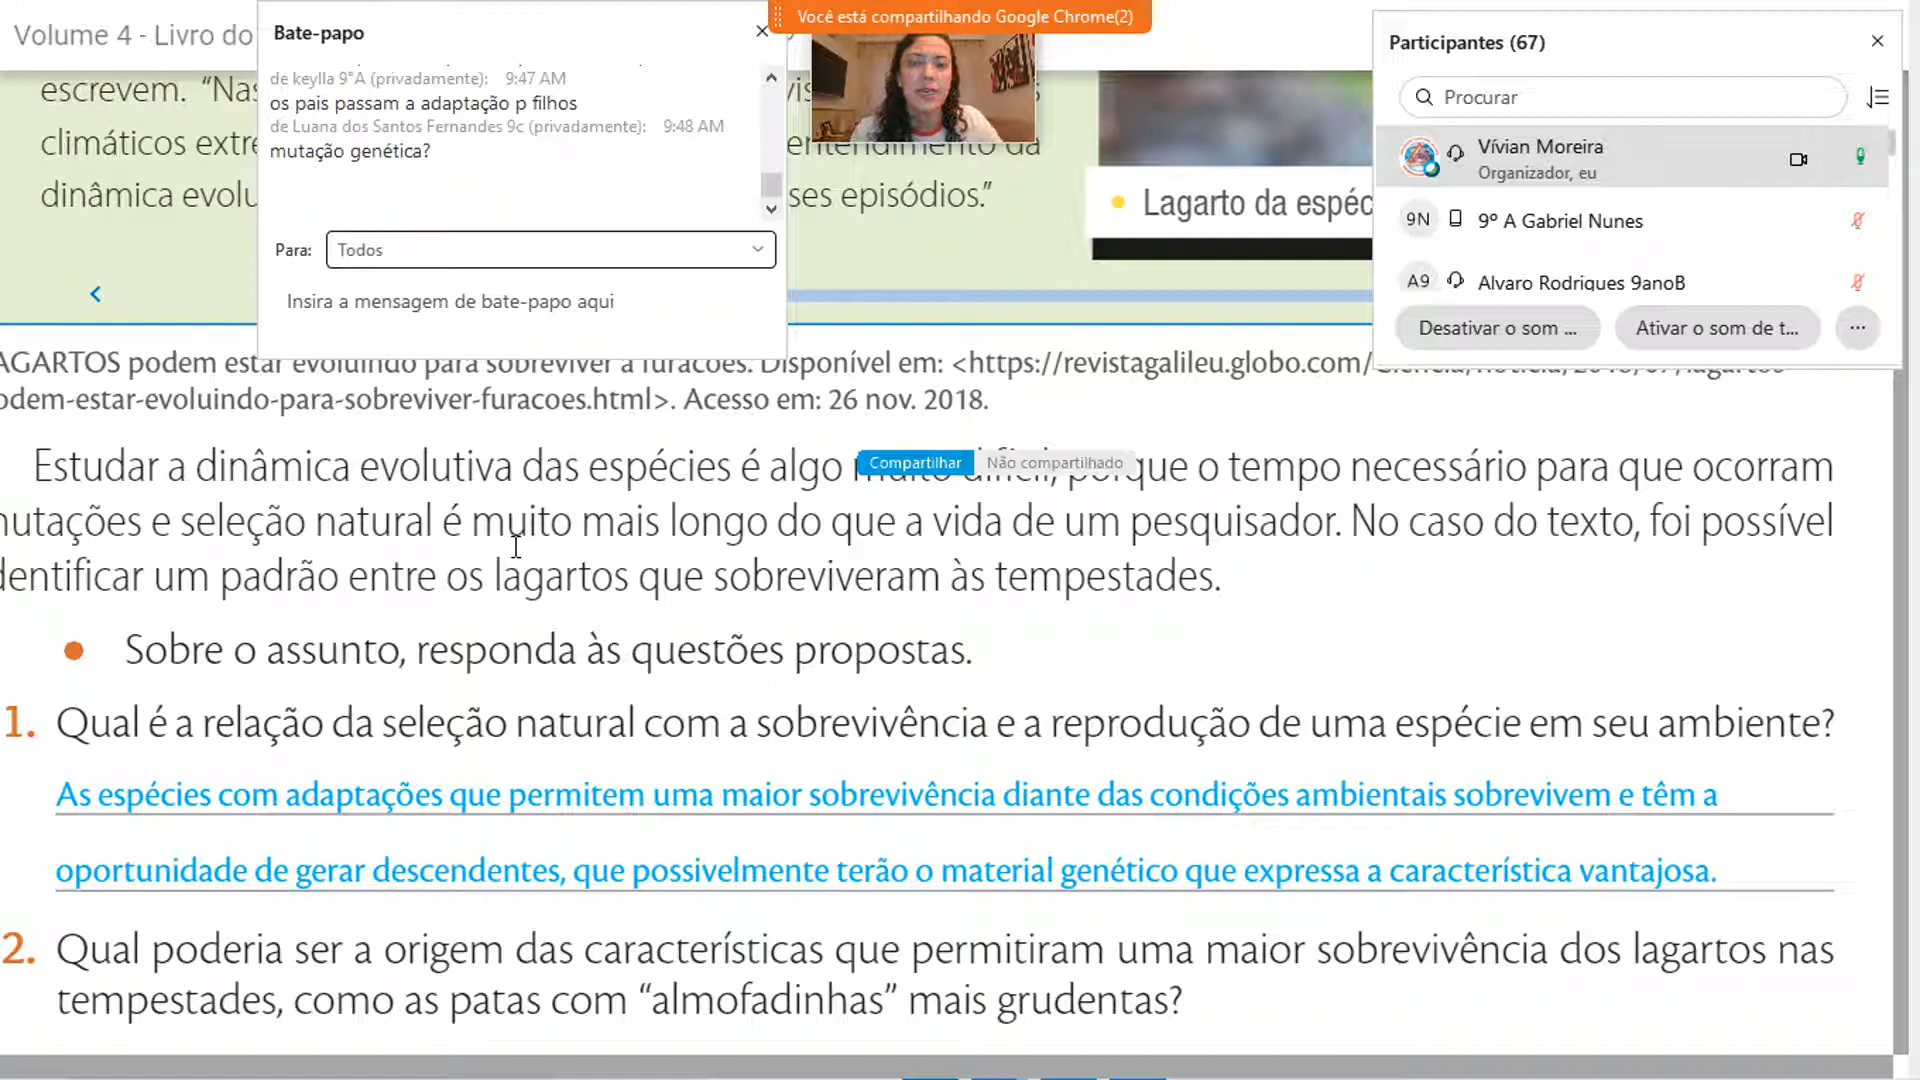 Volume 4 - Livro do
Você está compartilhando Google Chrome(2)
Bate-papo
de keylla 9°A (privadamente): 9:47 AM
os pais passam a adaptação p filhos
de Luana dos Santos Fernandes 9c (privadamente): 9:48 AM
mutação genética?
Para: Todos
Insira a mensagem de bate-papo aqui
Participantes (67)
Procurar
Vívian Moreira
Organizador, eu
9N 9º A Gabriel Nunes
A9 Alvaro Rodrigues 9anoB
Desativar o som ... Ativar o som de t... ...
escrevem. “Nas
climáticos extre entendimento da
dinâmica evolu ses episódios.”
Lagarto da espéc
AGARTOS podem estar evoluindo para sobreviver a furacões. Disponível em: <https://revistagalileu.globo.com/
odem-estar-evoluindo-para-sobreviver-furacoes.html>. Acesso em: 26 nov. 2018.
Compartilhar Não compartilhado
Estudar a dinâmica evolutiva das espécies é algo muito difícil, porque o tempo necessário para que ocorram
mutações e seleção natural é muito mais longo do que a vida de um pesquisador. No caso do texto, foi possível
dentificar um padrão entre os lagartos que sobreviveram às tempestades.
Sobre o assunto, responda às questões propostas.
1. Qual é a relação da seleção natural com a sobrevivência e a reprodução de uma espécie em seu ambiente?
As espécies com adaptações que permitem uma maior sobrevivência diante das condições ambientais sobrevivem e têm a
oportunidade de gerar descendentes, que possivelmente terão o material genético que expressa a característica vantajosa.
2. Qual poderia ser a origem das características que permitiram uma maior sobrevivência dos lagartos nas
tempestades, como as patas com “almofadinhas” mais grudentas?